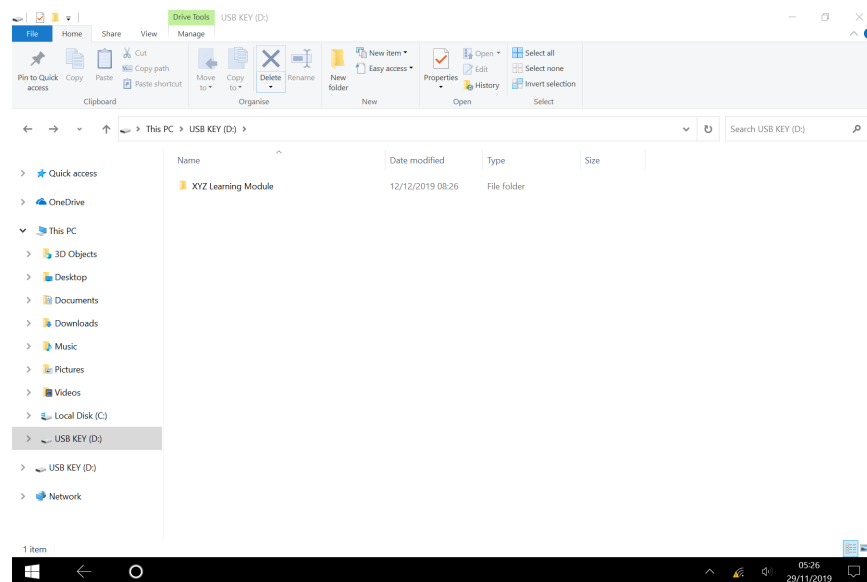 Drive Tools USB KEY (D:)
File Home Share View Manage
Pin to Quick access
Copy
Paste
Cut
Copy path
Paste shortcut
Clipboard
Move to
Copy to
Delete
Rename
Organise
New folder
New item
Easy access
New
Properties
Open
Edit
History
Open
Select all
Select none
Invert selection
Select
This PC > USB KEY (D:) >
Search USB KEY (D:)
Name Date modified Type Size
XYZ Learning Module 12/12/2019 08:26 File folder
Quick access
OneDrive
This PC
3D Objects
Desktop
Documents
Downloads
Music
Pictures
Videos
Local Disk (C:)
USB KEY (D:)
USB KEY (D:)
Network
1 item
05:26
29/11/2019